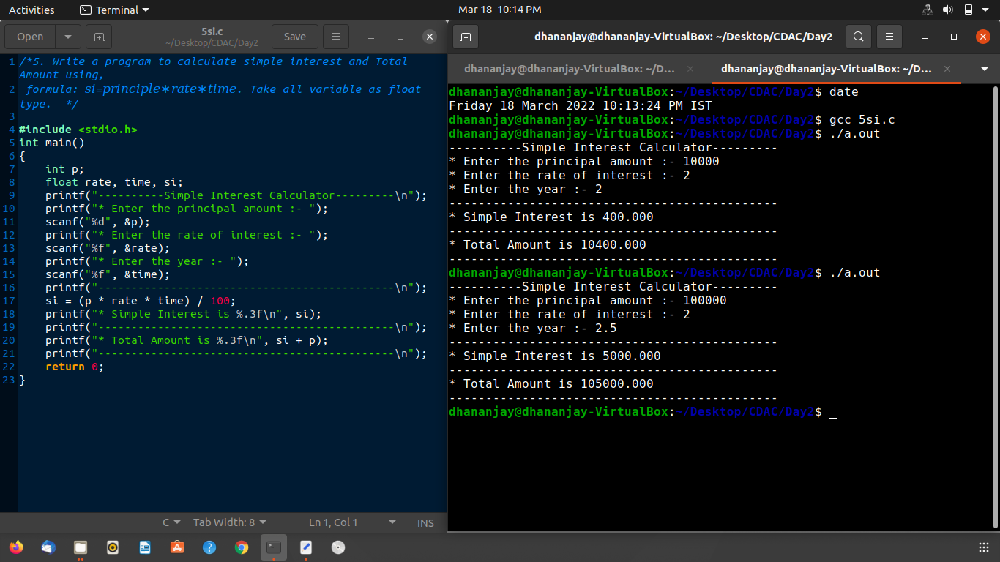 Activities Terminal Mar 18 10:14 PM
Open 5si.c Save
~/Desktop/CDAC/Day2
1 /*5. Write a program to calculate simple interest and Total
Amount using,
2 formula: si=principle∗rate∗time. Take all variable as float
type. */
3
4 #include <stdio.h>
5 int main()
6 {
7 int p;
8 float rate, time, si;
9 printf("----------Simple Interest Calculator---------\n");
10 printf("* Enter the principal amount :- ");
11 scanf("%d", &p);
12 printf("* Enter the rate of interest :- ");
13 scanf("%f", &rate);
14 printf("* Enter the year :- ");
15 scanf("%f", &time);
16 printf("---------------------------------------------\n");
17 si = (p * rate * time) / 100;
18 printf("* Simple Interest is %.3f\n", si);
19 printf("---------------------------------------------\n");
20 printf("* Total Amount is %.3f\n", si + p);
21 printf("---------------------------------------------\n");
22 return 0;
23 }
C Tab Width: 8 Ln 1, Col 1 INS
dhananjay@dhananjay-VirtualBox: ~/Desktop/CDAC/Day2
dhananjay@dhananjay-VirtualBox: ~/D... dhananjay@dhananjay-VirtualBox: ~/D...
dhananjay@dhananjay-VirtualBox:~/Desktop/CDAC/Day2$ date
Friday 18 March 2022 10:13:24 PM IST
dhananjay@dhananjay-VirtualBox:~/Desktop/CDAC/Day2$ gcc 5si.c
dhananjay@dhananjay-VirtualBox:~/Desktop/CDAC/Day2$ ./a.out
----------Simple Interest Calculator---------
* Enter the principal amount :- 10000
* Enter the rate of interest :- 2
* Enter the year :- 2
---------------------------------------------
* Simple Interest is 400.000
---------------------------------------------
* Total Amount is 10400.000
---------------------------------------------
dhananjay@dhananjay-VirtualBox:~/Desktop/CDAC/Day2$ ./a.out
----------Simple Interest Calculator---------
* Enter the principal amount :- 100000
* Enter the rate of interest :- 2
* Enter the year :- 2.5
---------------------------------------------
* Simple Interest is 5000.000
---------------------------------------------
* Total Amount is 105000.000
---------------------------------------------
dhananjay@dhananjay-VirtualBox:~/Desktop/CDAC/Day2$ _